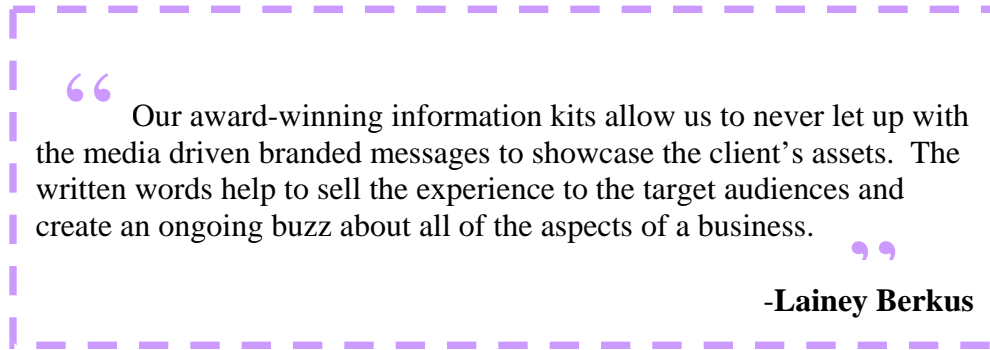 “ Our award-winning information kits allow us to never let up with
the media driven branded messages to showcase the client’s assets.  The
written words help to sell the experience to the target audiences and
create an ongoing buzz about all of the aspects of a business.
”
-Lainey Berkus